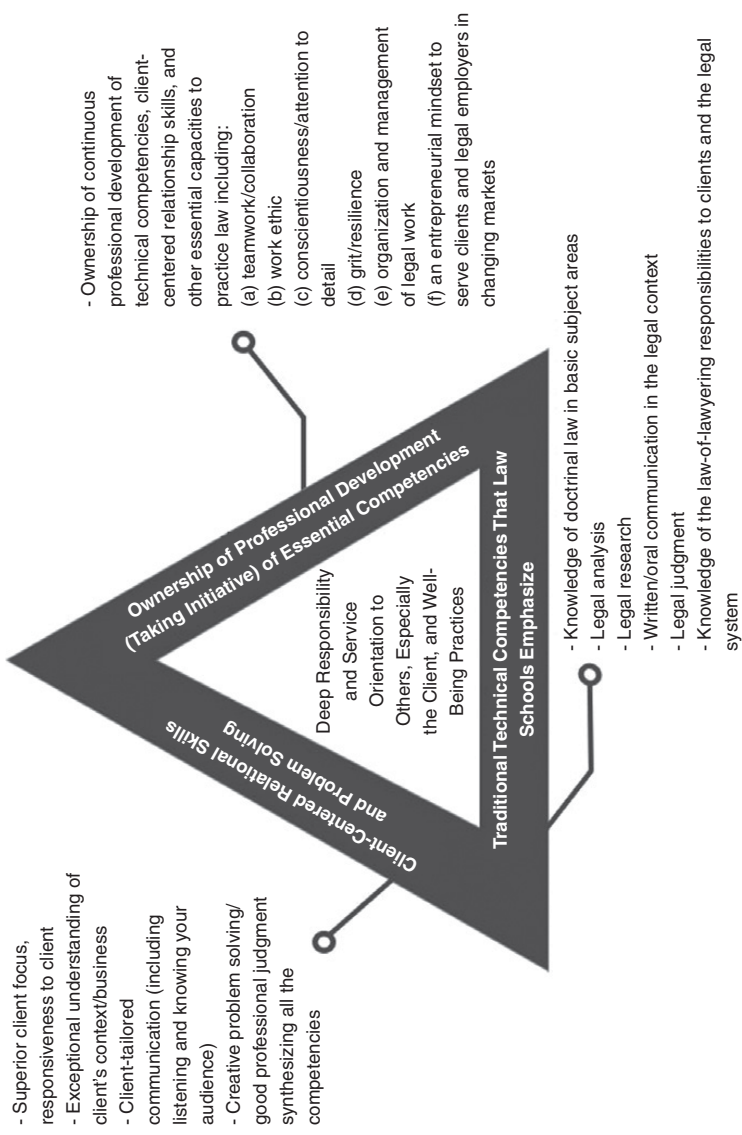 - Superior client focus,
responsiveness to client
- Exceptional understanding of
client's context/business
- Client-tailored
communication (including
listening and knowing your
audience)
- Creative problem solving/
good professional judgment
synthesizing all the
competencies
Client-Centered Relational Skills
and Problem Solving
Ownership of Professional Development
(Taking Initiative) of Essential Competencies
- Ownership of continuous
professional development of
technical competencies, client-
centered relationship skills, and
other essential capacities to
practice law including:
(a) teamwork/collaboration
(b) work ethic
(c) conscientiousness/attention to
detail
(d) grit/resilience
(e) organization and management
of legal work
(f) an entrepreneurial mindset to
serve clients and legal employers in
changing markets
Deep Responsibility
and Service
Orientation to
Others, Especially
the Client, and Well-
Being Practices
Traditional Technical Competencies That Law
Schools Emphasize
- Knowledge of doctrinal law in basic subject areas
- Legal analysis
- Legal research
- Written/oral communication in the legal context
- Legal judgment
- Knowledge of the law-of-lawyering responsibilities to clients and the legal
system